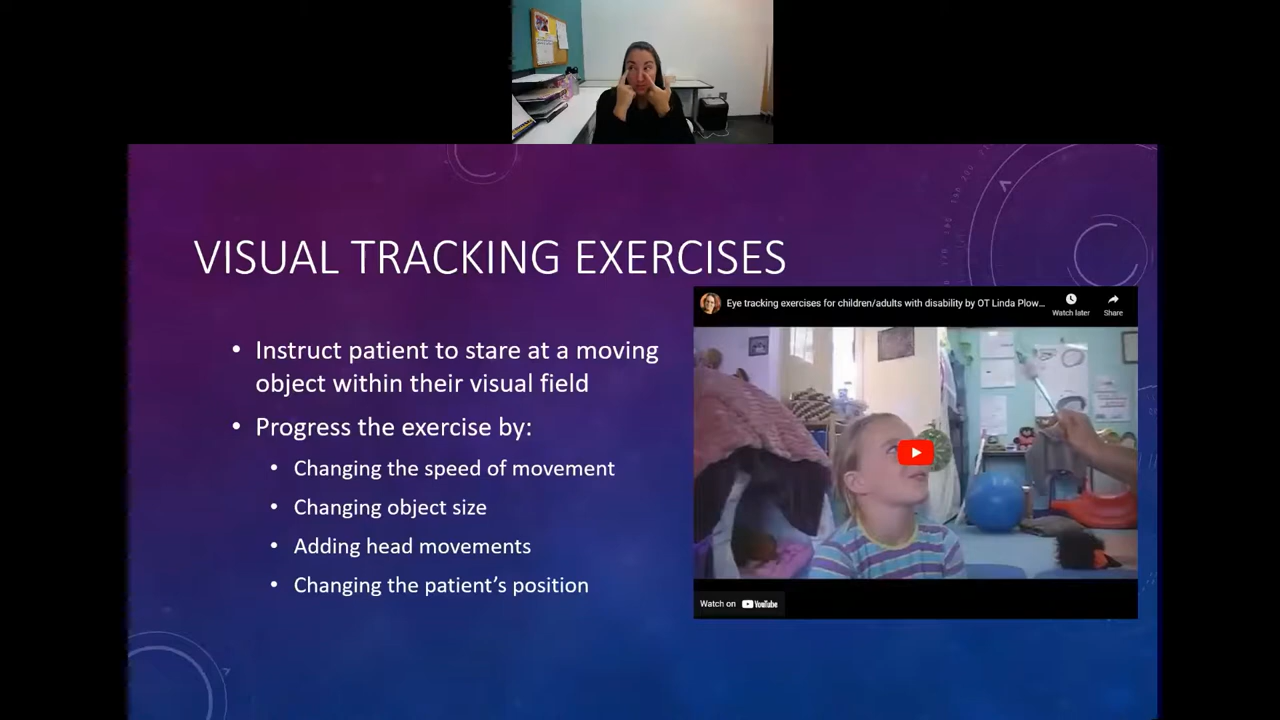 VISUAL TRACKING EXERCISES
Eye tracking exercises for children/adults with disability by OT Linda Plow...
Watch later
Share
• Instruct patient to stare at a moving
object within their visual field
• Progress the exercise by:
• Changing the speed of movement
• Changing object size
• Adding head movements
• Changing the patient's position
Watch on YouTube